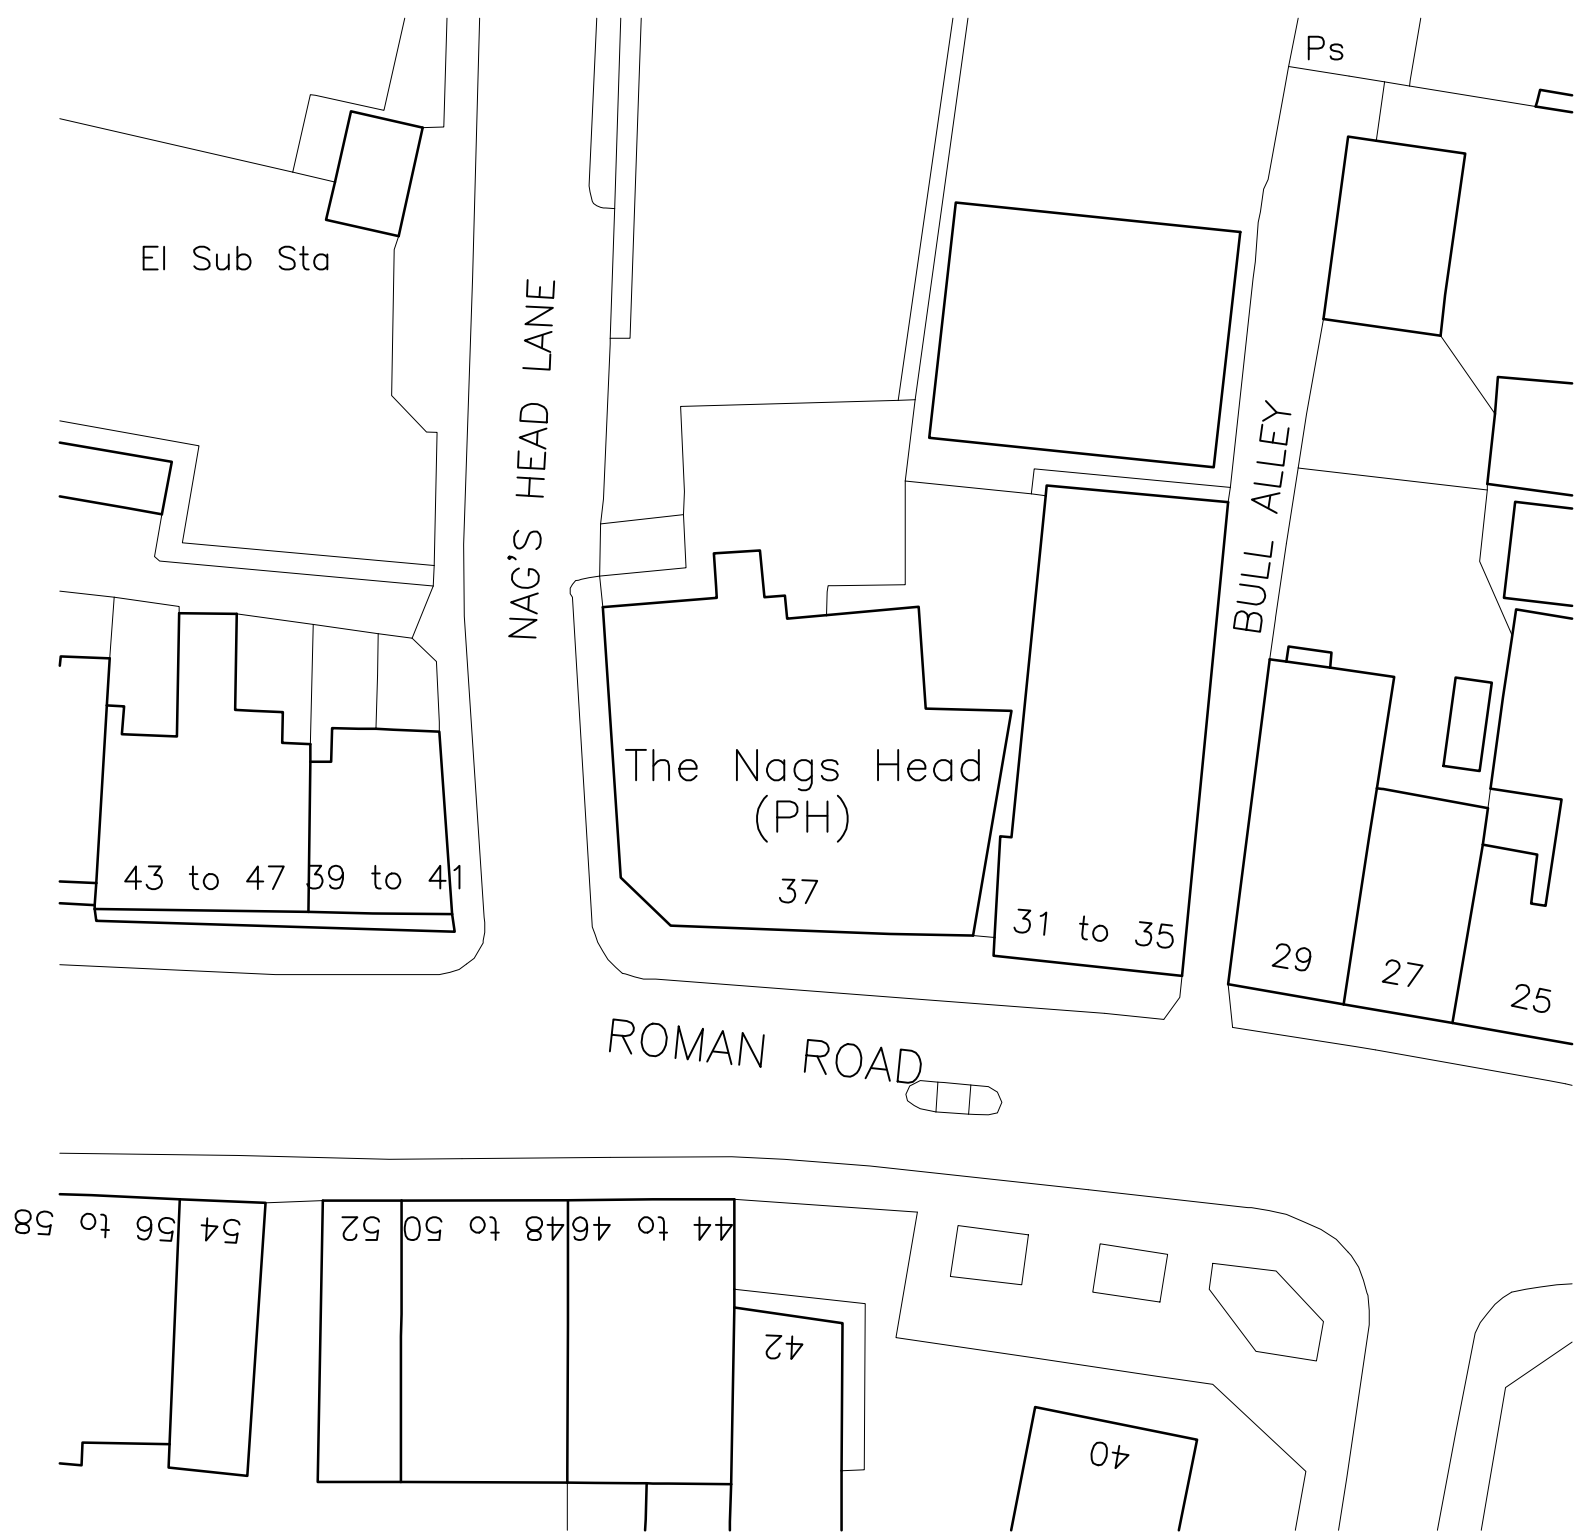 Ps
El Sub Sta
NAG'S HEAD LANE
BULL ALLEY
The Nags Head
(PH)
37
43 to 47
39 to 41
31 to 35
29
27
25
ROMAN ROAD
56 to 58
54
52
48 to 50
44 to 46
42
40